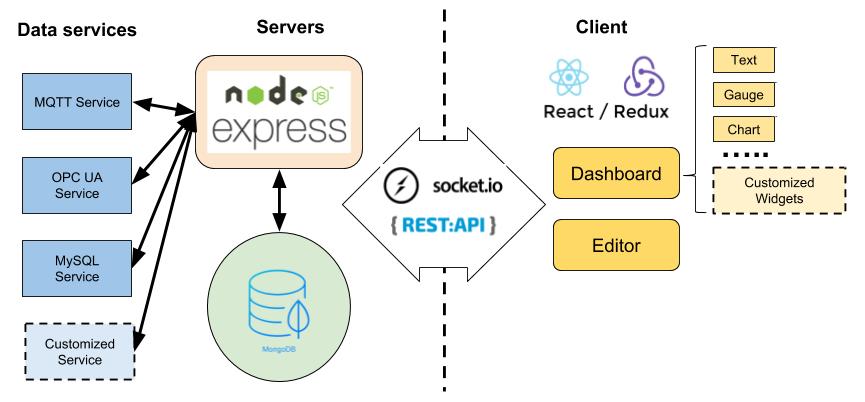 Data services
MQTT Service
OPC UA
Service
MySQL
Service
Customized
Service
Servers
node
JS
express
MongoDB
socket.io
{ REST:API }
Client
React / Redux
Dashboard
Editor
Text
Gauge
Chart
.....
Customized
Widgets